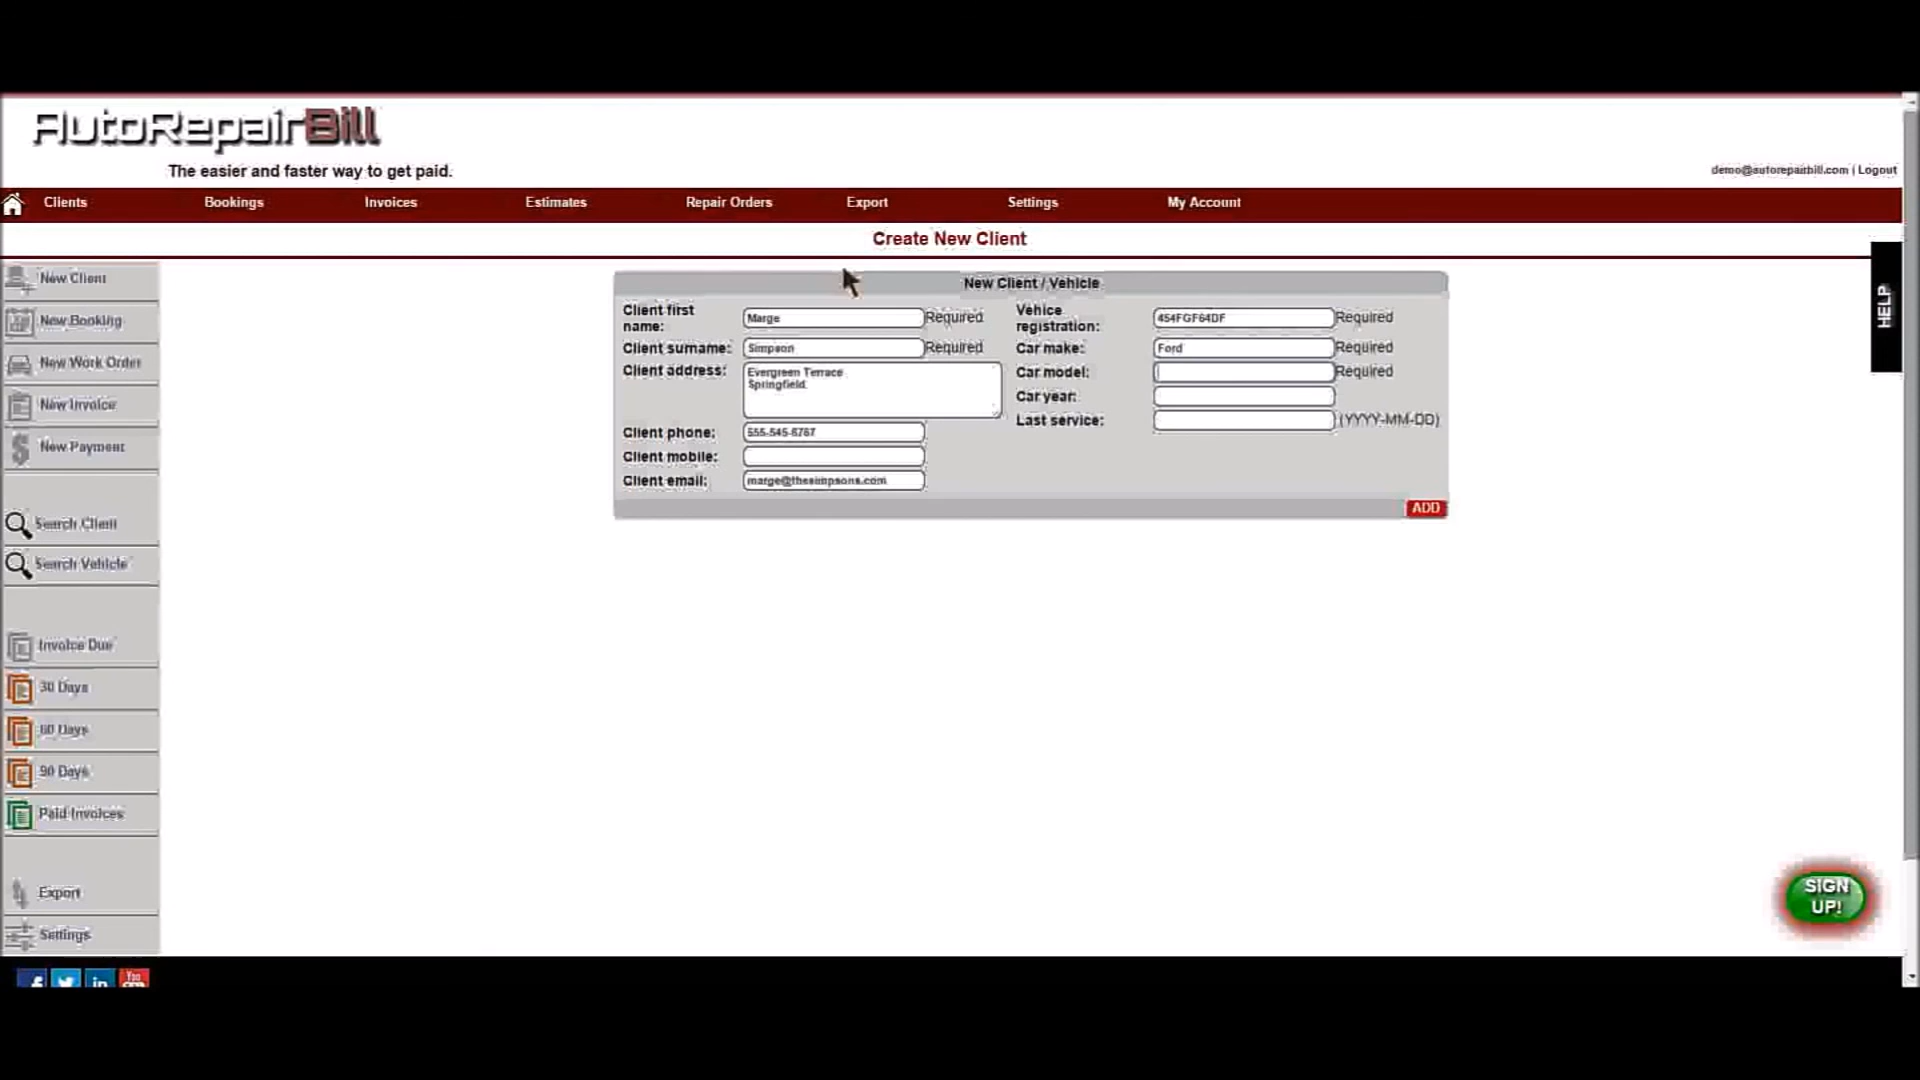 AutoRepairBill
The easier and faster way to get paid.
demo@autorepairbill.com | Logout
Clients Bookings Invoices Estimates Repair Orders Export Settings My Account
Create New Client
HELP
New Client
New Booking
New Work Order
New Invoice
New Payment
Search Client
Search Vehicle
Invoice Due
30 Days
60 Days
90 Days
Paid Invoices
Export
Settings
New Client / Vehicle
Client first name: Marge Required
Client surname: Simpson Required
Client address: Evergreen Terrace
Springfield
Client phone: 555-545-6767
Client mobile:
Client email: marge@thesimpsons.com
Vehice registration: 454FGF64DF Required
Car make: Ford Required
Car model: Required
Car year:
Last service: (YYYY-MM-DD)
ADD
SIGN
UP!
f
in
You